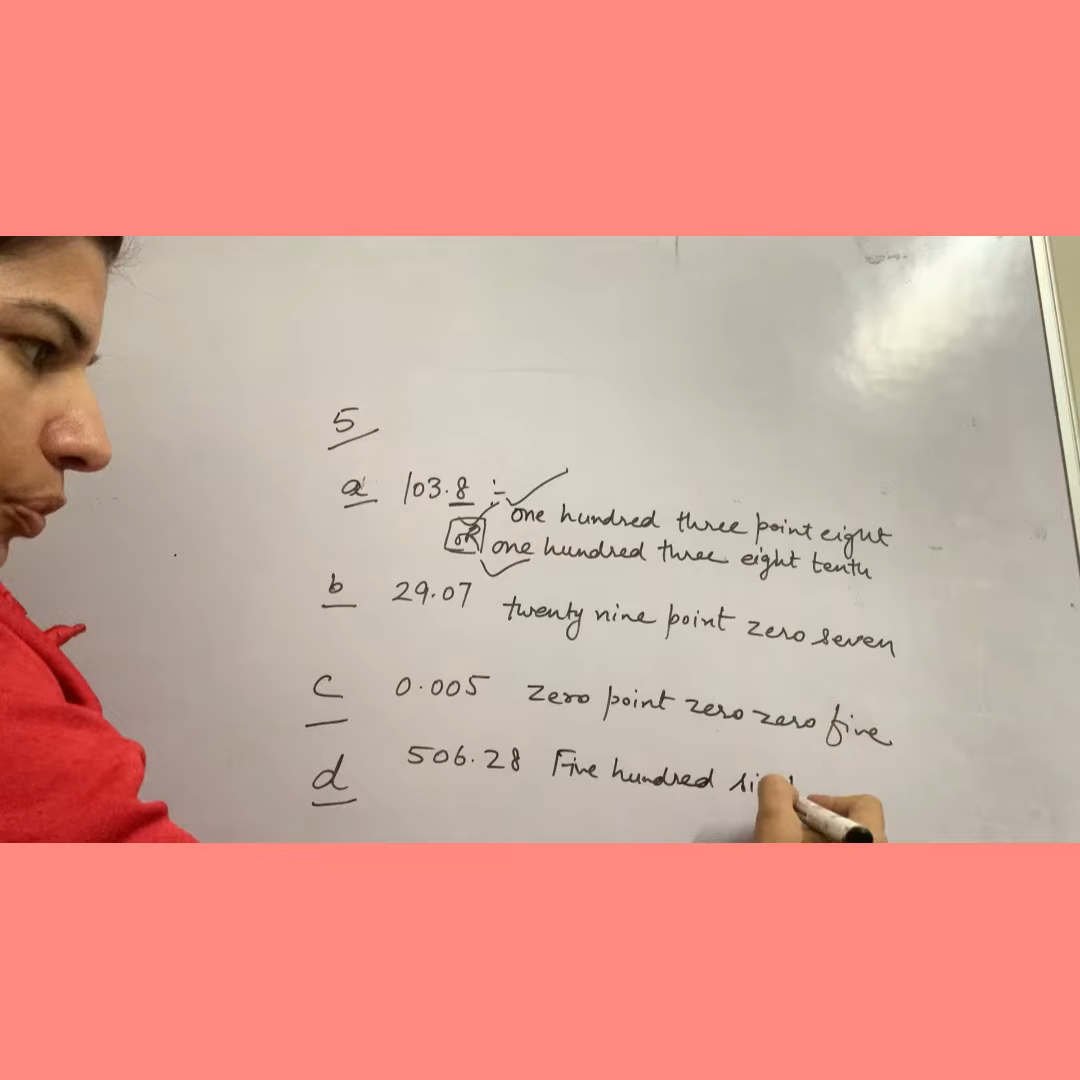 5
a 103.8 :- one hundred three point eight
OR one hundred three eight tenth
b 29.07 twenty nine point zero seven
c 0.005 zero point zero zero five
d 506.28 Five hundred